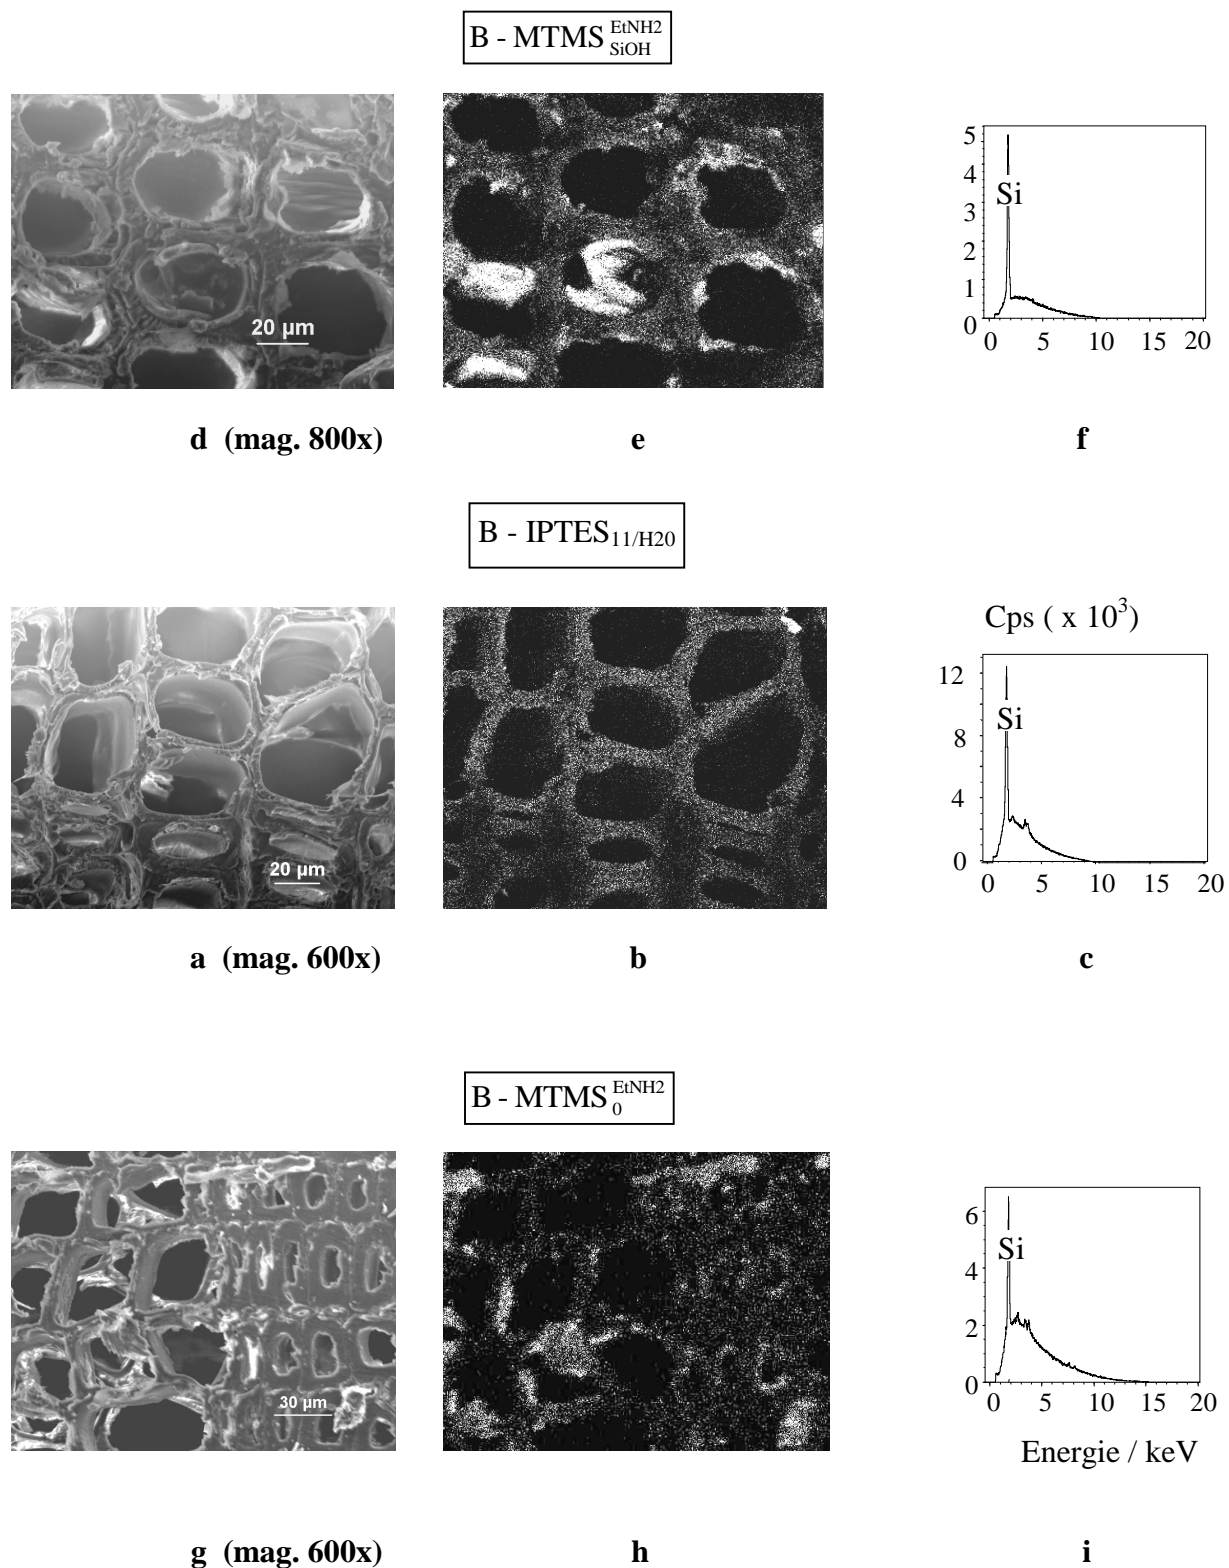 B - MTMS EtNH2 SiOH
20 µm
5
4
Si
3
2
1
0
0 5 10 15 20
d (mag. 800x) e f
B - IPTES11/H20
Cps ( x 10³)
12
Si
8
4
0
0 5 10 15 20
20 µm
a (mag. 600x) b c
B - MTMS EtNH2 0
6
Si
4
2
0
0 5 10 15 20
30 µm
Energie / keV
g (mag. 600x) h i